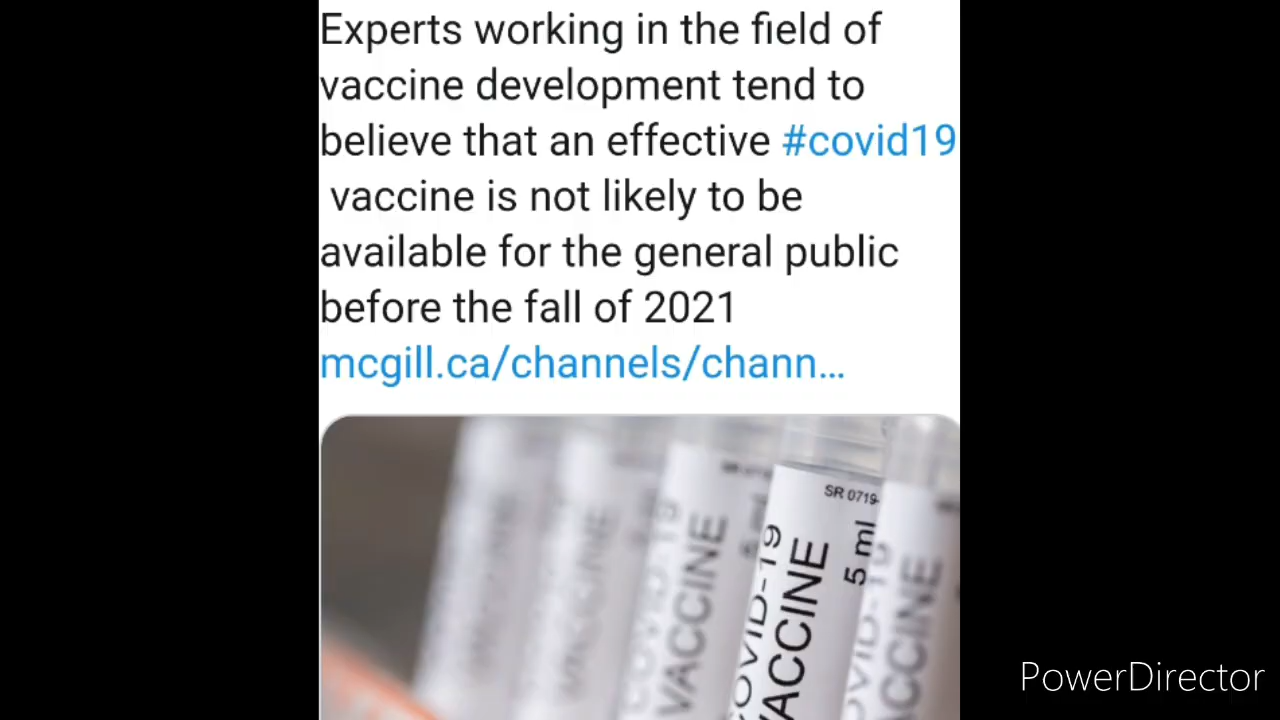 Experts working in the field of
vaccine development tend to
believe that an effective #covid19
vaccine is not likely to be
available for the general public
before the fall of 2021
mcgill.ca/channels/chann...
SR 0719-
5 ml
COVID-19
VACCINE
VACCINE
VACCINE
PowerDirector